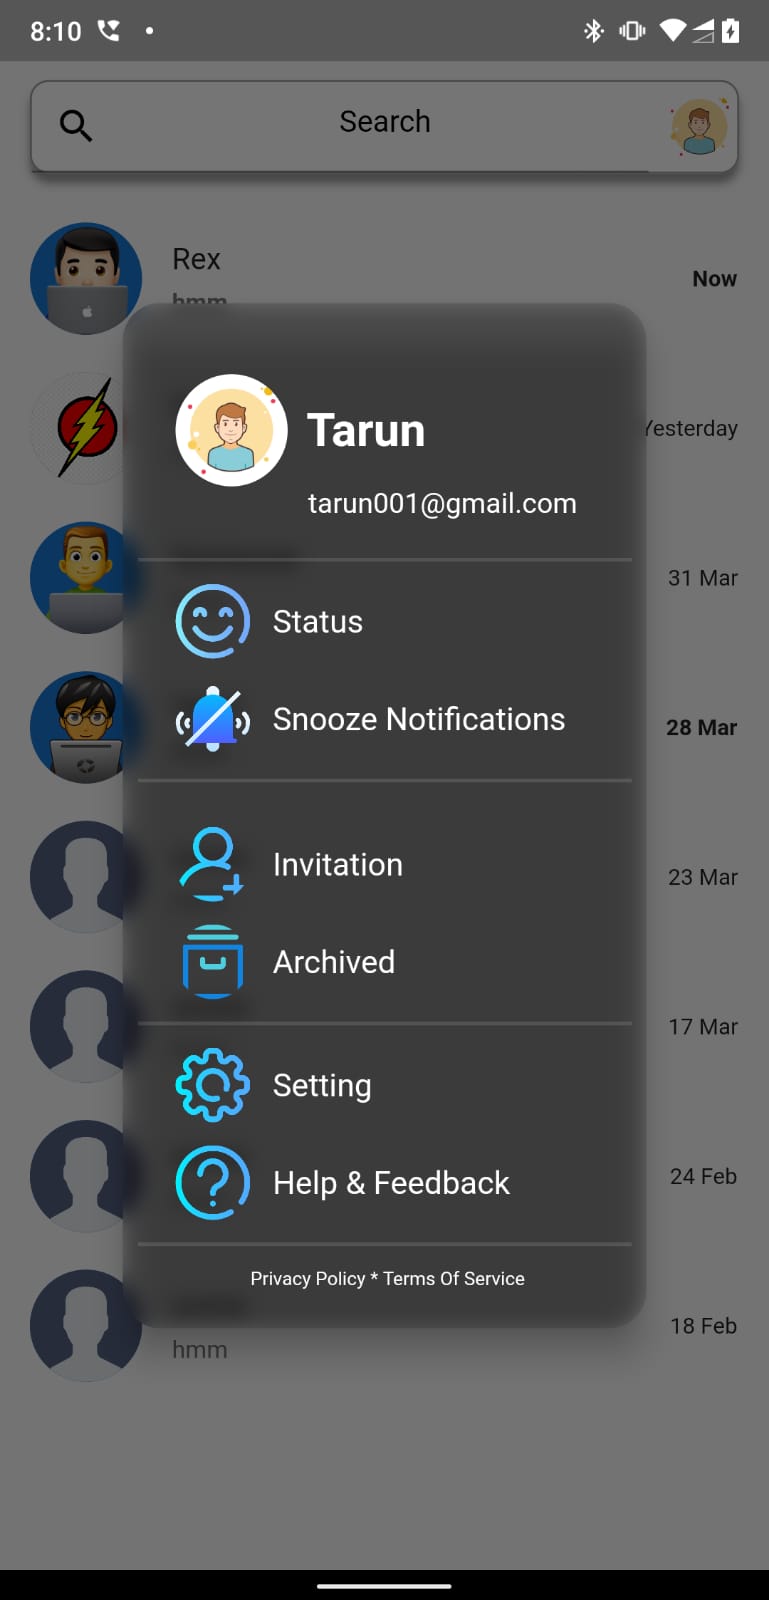 8:10
Search
Rex
hmm
Now
Yesterday
31 Mar
28 Mar
23 Mar
17 Mar
24 Feb
18 Feb
hmm
Tarun
tarun001@gmail.com
Status
Snooze Notifications
Invitation
Archived
Setting
Help & Feedback
Privacy Policy * Terms Of Service